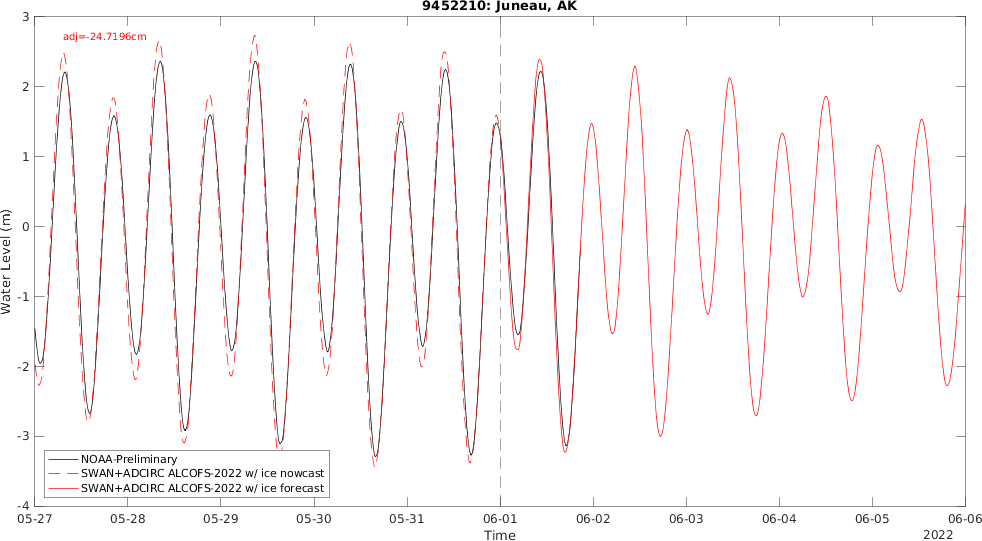 9452210: Juneau, AK
adj=-24.7196cm
3
2
1
0
-1
-2
-3
-4
Water Level (m)
NOAA-Preliminary
SWAN+ADCIRC ALCOFS-2022 w/ ice nowcast
SWAN+ADCIRC ALCOFS-2022 w/ ice forecast
05-27 05-28 05-29 05-30 05-31 06-01 06-02 06-03 06-04 06-05 06-06
Time
2022